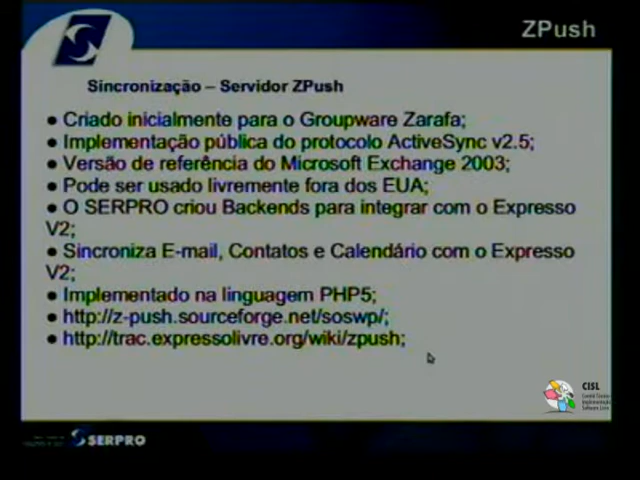 ZPush
Sincronização – Servidor ZPush
● Criado inicialmente para o Groupware Zarafa;
● Implementação pública do protocolo ActiveSync v2.5;
● Versão de referência do Microsoft Exchange 2003;
● Pode ser usado livremente fora dos EUA;
● O SERPRO criou Backends para integrar com o Expresso
V2;
● Sincroniza E-mail, Contatos e Calendário com o Expresso
V2;
● Implementado na linguagem PHP5;
● http://z-push.sourceforge.net/soswp/;
● http://trac.expressolivre.org/wiki/zpush;
CISL
SERPRO